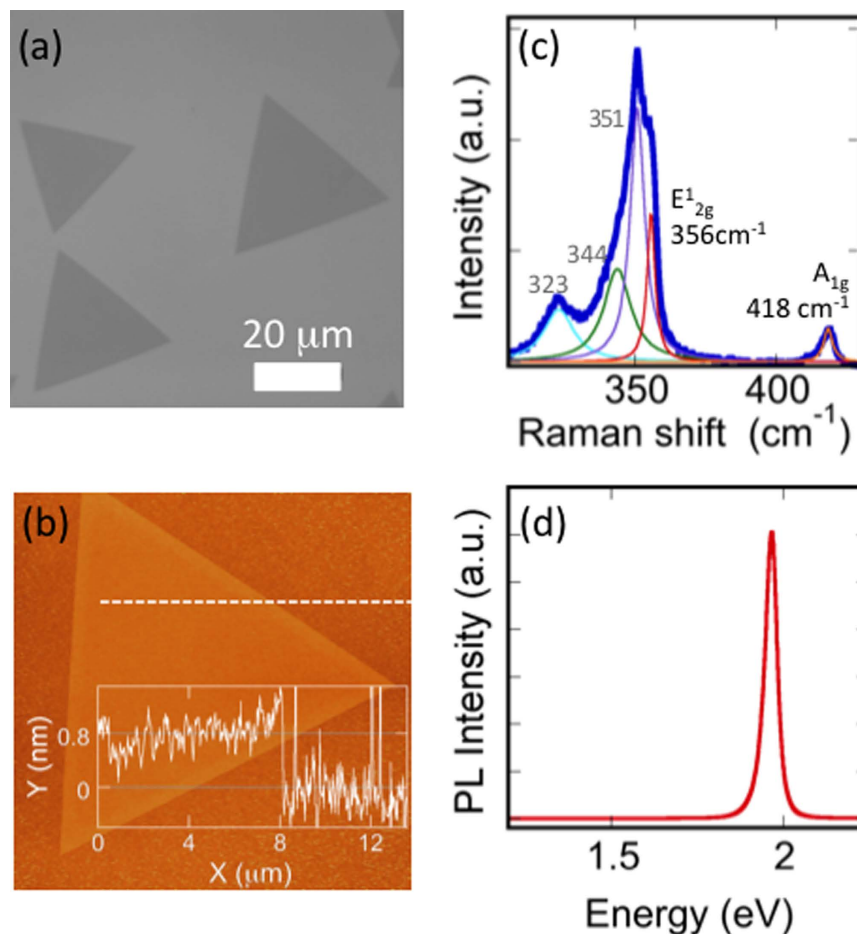 (a)
20 μm
(b)
Y (nm)
0.8
0
0 4 8 12
X (μm)
(c)
Intensity (a.u.)
323
344
351
E¹₂g
356cm⁻¹
A₁g
418 cm⁻¹
350 400
Raman shift (cm⁻¹)
(d)
PL Intensity (a.u.)
1.5 2
Energy (eV)